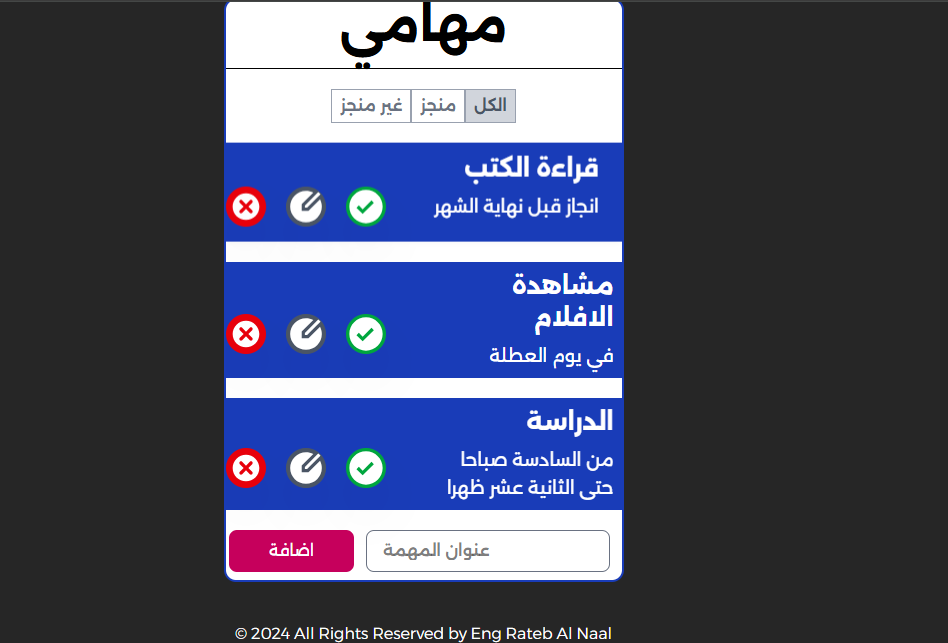 مهامي
الكل
منجز
غير منجز
قراءة الكتب
انجاز قبل نهاية الشهر
مشاهدة
الافلام
في يوم العطلة
الدراسة
من السادسة صباحا
حتى الثانية عشر ظهرا
عنوان المهمة
اضافة
© 2024 All Rights Reserved by Eng Rateb Al Naal